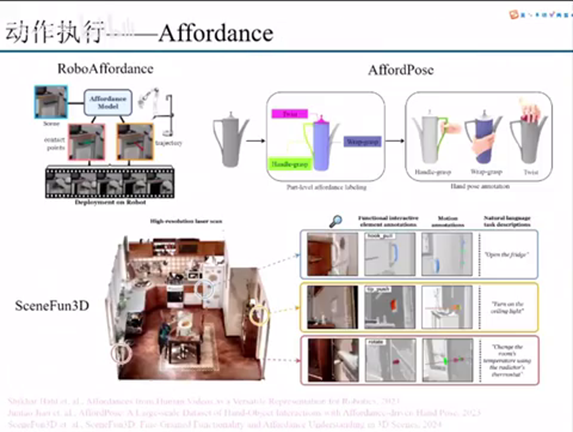 动作执行——Affordance
RoboAffordance
AffordPose
Affordance
Model
Scene
contact
points
trajectory
Deployment on Robot
Twist
Wrap-grasp
Handle-grasp
Part-level affordance labeling
Handle-grasp
Wrap-grasp
Twist
Hand pose annotation
SceneFun3D
High-resolution laser scan
Functional interactive
element annotations
Motion
annotations
Natural language
task descriptions
hook_pull
"Open the fridge"
tip_push
"Turn on the
ceiling light"
rotate
"Change the
room's
temperature using
the radiator's
thermostat"
et al., Affordances from Human Videos as a Versatile Representation for Robotics, 2023
et al., AffordPose: A Large-scale Dataset of Hand-Object Interactions with Affordance-driven Hand Pose, 2023
SceneFun3D et al., SceneFun3D: Fine-Grained Functionality and Affordance Understanding in 3D Scenes, 2024